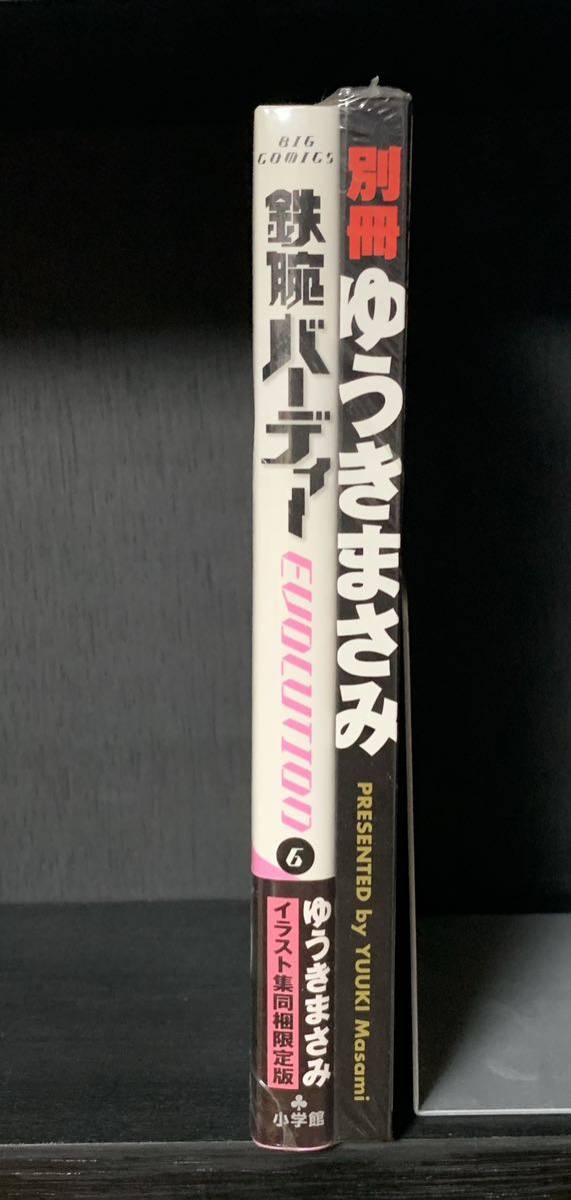 BIG
COMICS
鉄腕バーディー
EVOLUTION
6
ゆうきまさみ
イラスト集同梱限定版
小学館
別冊
ゆうきまさみ
PRESENTED by YUUKI Masami